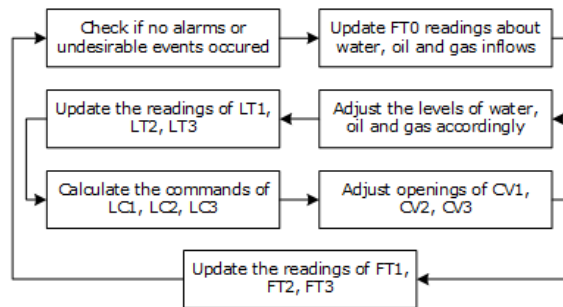 Check if no alarms or
undesirable events occured
Update FT0 readings about
water, oil and gas inflows
Update the readings of LT1,
LT2, LT3
Adjust the levels of water,
oil and gas accordingly
Calculate the commands of
LC1, LC2, LC3
Adjust openings of CV1,
CV2, CV3
Update the readings of FT1,
FT2, FT3